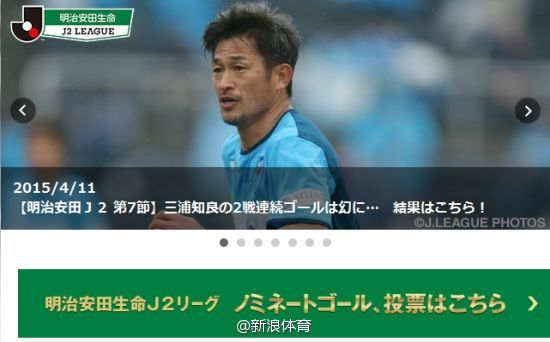 明治安田生命
J2 LEAGUE
2015/4/11
【明治安田Ｊ２ 第7節】三浦知良の2戦連続ゴールは幻に… 結果はこちら！
©J.LEAGUE PHOTOS
明治安田生命J2リーグ ノミネートゴール、投票はこちら
@新浪体育